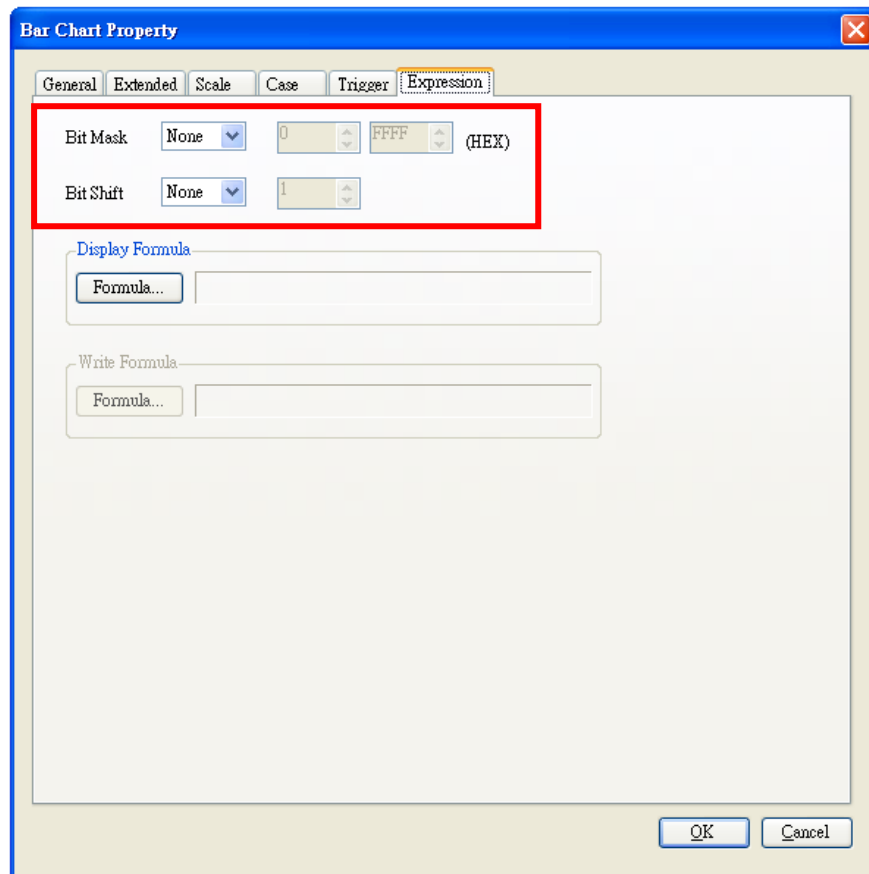 Bar Chart Property
General Extended Scale Case Trigger Expression
Bit Mask None 0 FFFF (HEX)
Bit Shift None 1
Display Formula
Formula...
Write Formula
Formula...
OK Cancel